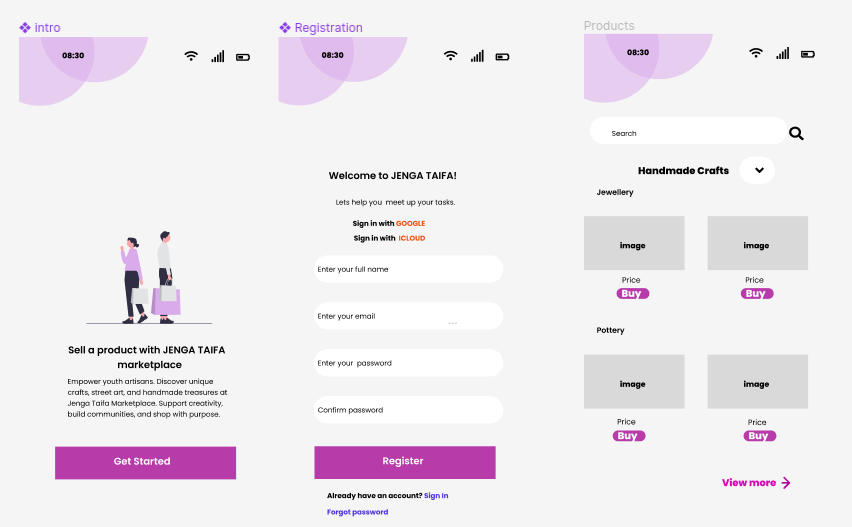 intro
08:30
Sell a product with JENGA TAIFA
marketplace
Empower youth artisans. Discover unique
crafts, street art, and handmade treasures at
Jenga Taifa Marketplace. Support creativity,
build communities, and shop with purpose.
Get Started
Registration
08:30
Welcome to JENGA TAIFA!
Lets help you meet up your tasks.
Sign in with GOOGLE
Sign in with ICLOUD
Enter your full name
Enter your email
...
Enter your password
Confirm password
Register
Already have an account? Sign In
Forgot password
Products
08:30
Search
Handmade Crafts
Jewellery
image image
Price Price
Buy Buy
Pottery
image image
Price Price
Buy Buy
View more